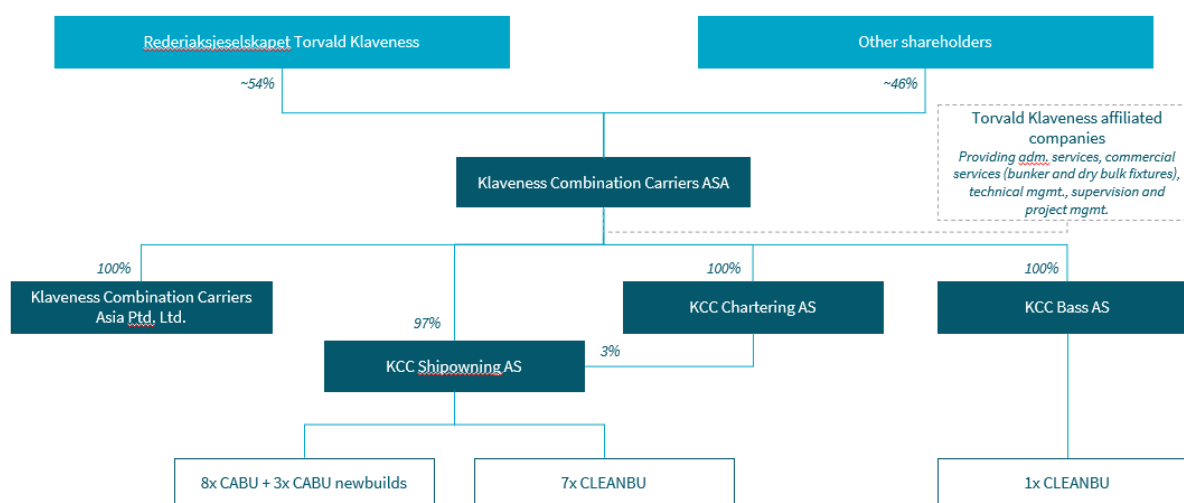 Rederiaksjeselskapet Torvald Klaveness
Other shareholders
~54%
~46%
Torvald Klaveness affiliated
companies
Providing adm. services, commercial
services (bunker and dry bulk fixtures),
technical mgmt., supervision and
project mgmt.
Klaveness Combination Carriers ASA
100%
100%
100%
Klaveness Combination Carriers
Asia Ptd. Ltd.
KCC Chartering AS
KCC Bass AS
97%
3%
KCC Shipowning AS
8x CABU + 3x CABU newbuilds
7x CLEANBU
1x CLEANBU